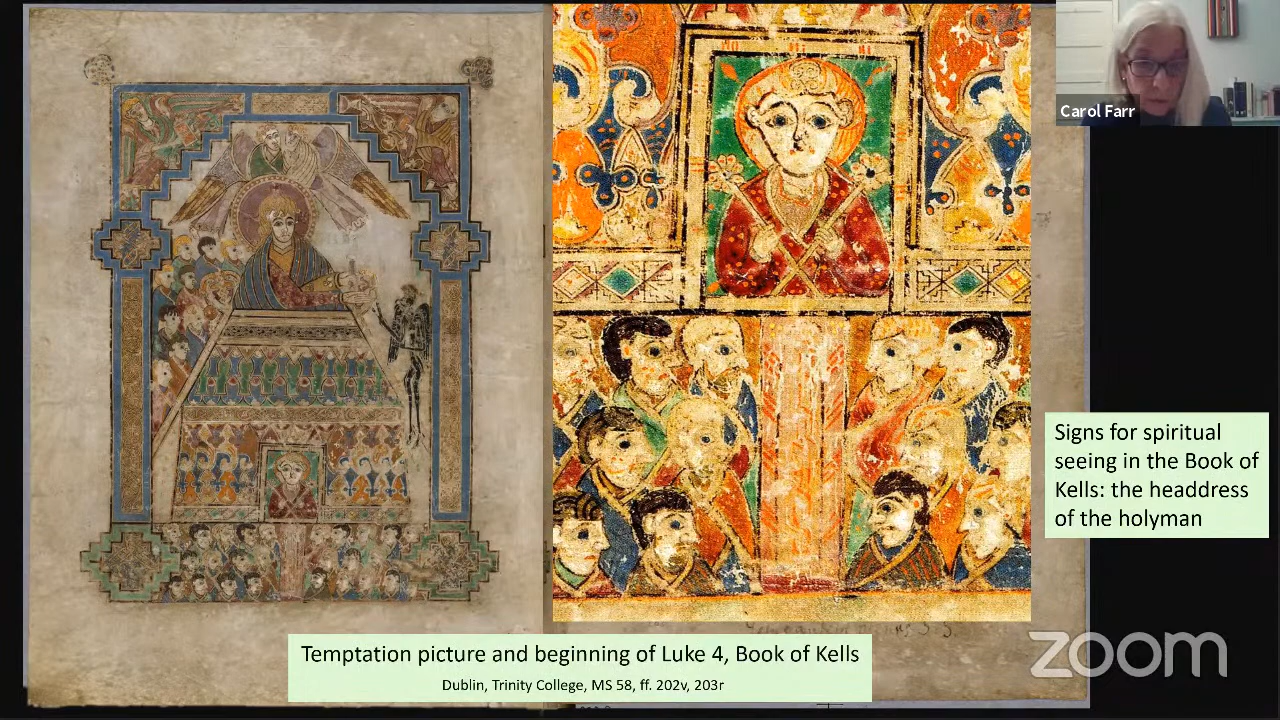 Carol Farr
Signs for spiritual
seeing in the Book of
Kells: the headdress
of the holyman
Temptation picture and beginning of Luke 4, Book of Kells
Dublin, Trinity College, MS 58, ff. 202v, 203r
zoom